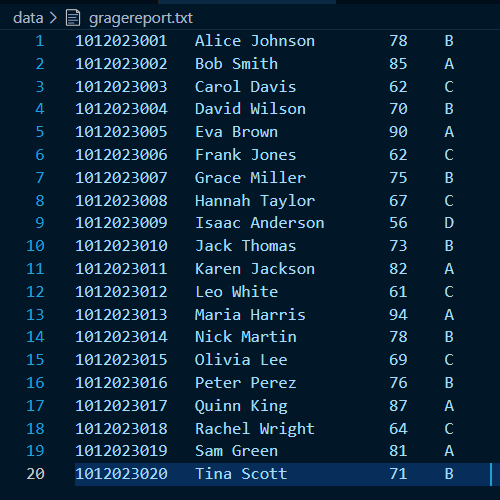 data > gragereport.txt
1 1012023001 Alice Johnson 78 B
2 1012023002 Bob Smith 85 A
3 1012023003 Carol Davis 62 C
4 1012023004 David Wilson 70 B
5 1012023005 Eva Brown 90 A
6 1012023006 Frank Jones 62 C
7 1012023007 Grace Miller 75 B
8 1012023008 Hannah Taylor 67 C
9 1012023009 Isaac Anderson 56 D
10 1012023010 Jack Thomas 73 B
11 1012023011 Karen Jackson 82 A
12 1012023012 Leo White 61 C
13 1012023013 Maria Harris 94 A
14 1012023014 Nick Martin 78 B
15 1012023015 Olivia Lee 69 C
16 1012023016 Peter Perez 76 B
17 1012023017 Quinn King 87 A
18 1012023018 Rachel Wright 64 C
19 1012023019 Sam Green 81 A
20 1012023020 Tina Scott 71 B